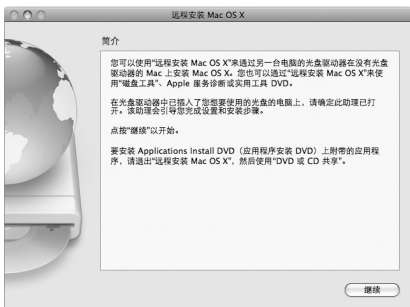 远程安装 Mac OS X
简介
您可以使用“远程安装 Mac OS X”来通过另一台电脑的光盘驱动器在没有光盘
驱动器的 Mac 上安装 Mac OS X。您也可以通过“远程安装 Mac OS X”来使
用“磁盘工具”、Apple 服务诊断或实用工具 DVD。
在光盘驱动器中已插入了您想要使用的光盘的电脑上，请确定此助理已打
开。该助理会引导您完成设置和安装步骤。
点按“继续”以开始。
要安装 Applications Install DVD（应用程序安装 DVD）上附带的应用程
序，请退出“远程安装 Mac OS X”，然后使用“DVD 或 CD 共享”。
继续